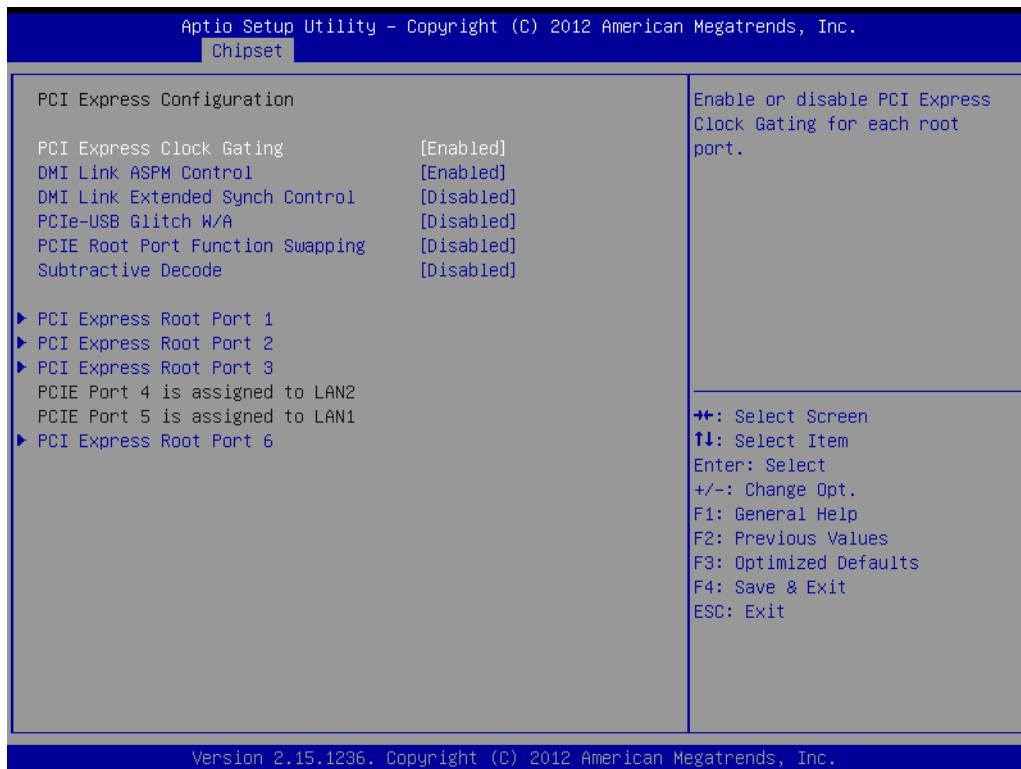 Aptio Setup Utility – Copyright (C) 2012 American Megatrends, Inc.
Chipset
PCI Express Configuration
PCI Express Clock Gating [Enabled]
DMI Link ASPM Control [Enabled]
DMI Link Extended Synch Control [Disabled]
PCIe-USB Glitch W/A [Disabled]
PCIE Root Port Function Swapping [Disabled]
Subtractive Decode [Disabled]
PCI Express Root Port 1
PCI Express Root Port 2
PCI Express Root Port 3
PCIE Port 4 is assigned to LAN2
PCIE Port 5 is assigned to LAN1
PCI Express Root Port 6
Enable or disable PCI Express
Clock Gating for each root
port.
→←: Select Screen
↑↓: Select Item
Enter: Select
+/-: Change Opt.
F1: General Help
F2: Previous Values
F3: Optimized Defaults
F4: Save & Exit
ESC: Exit
Version 2.15.1236. Copyright (C) 2012 American Megatrends, Inc.